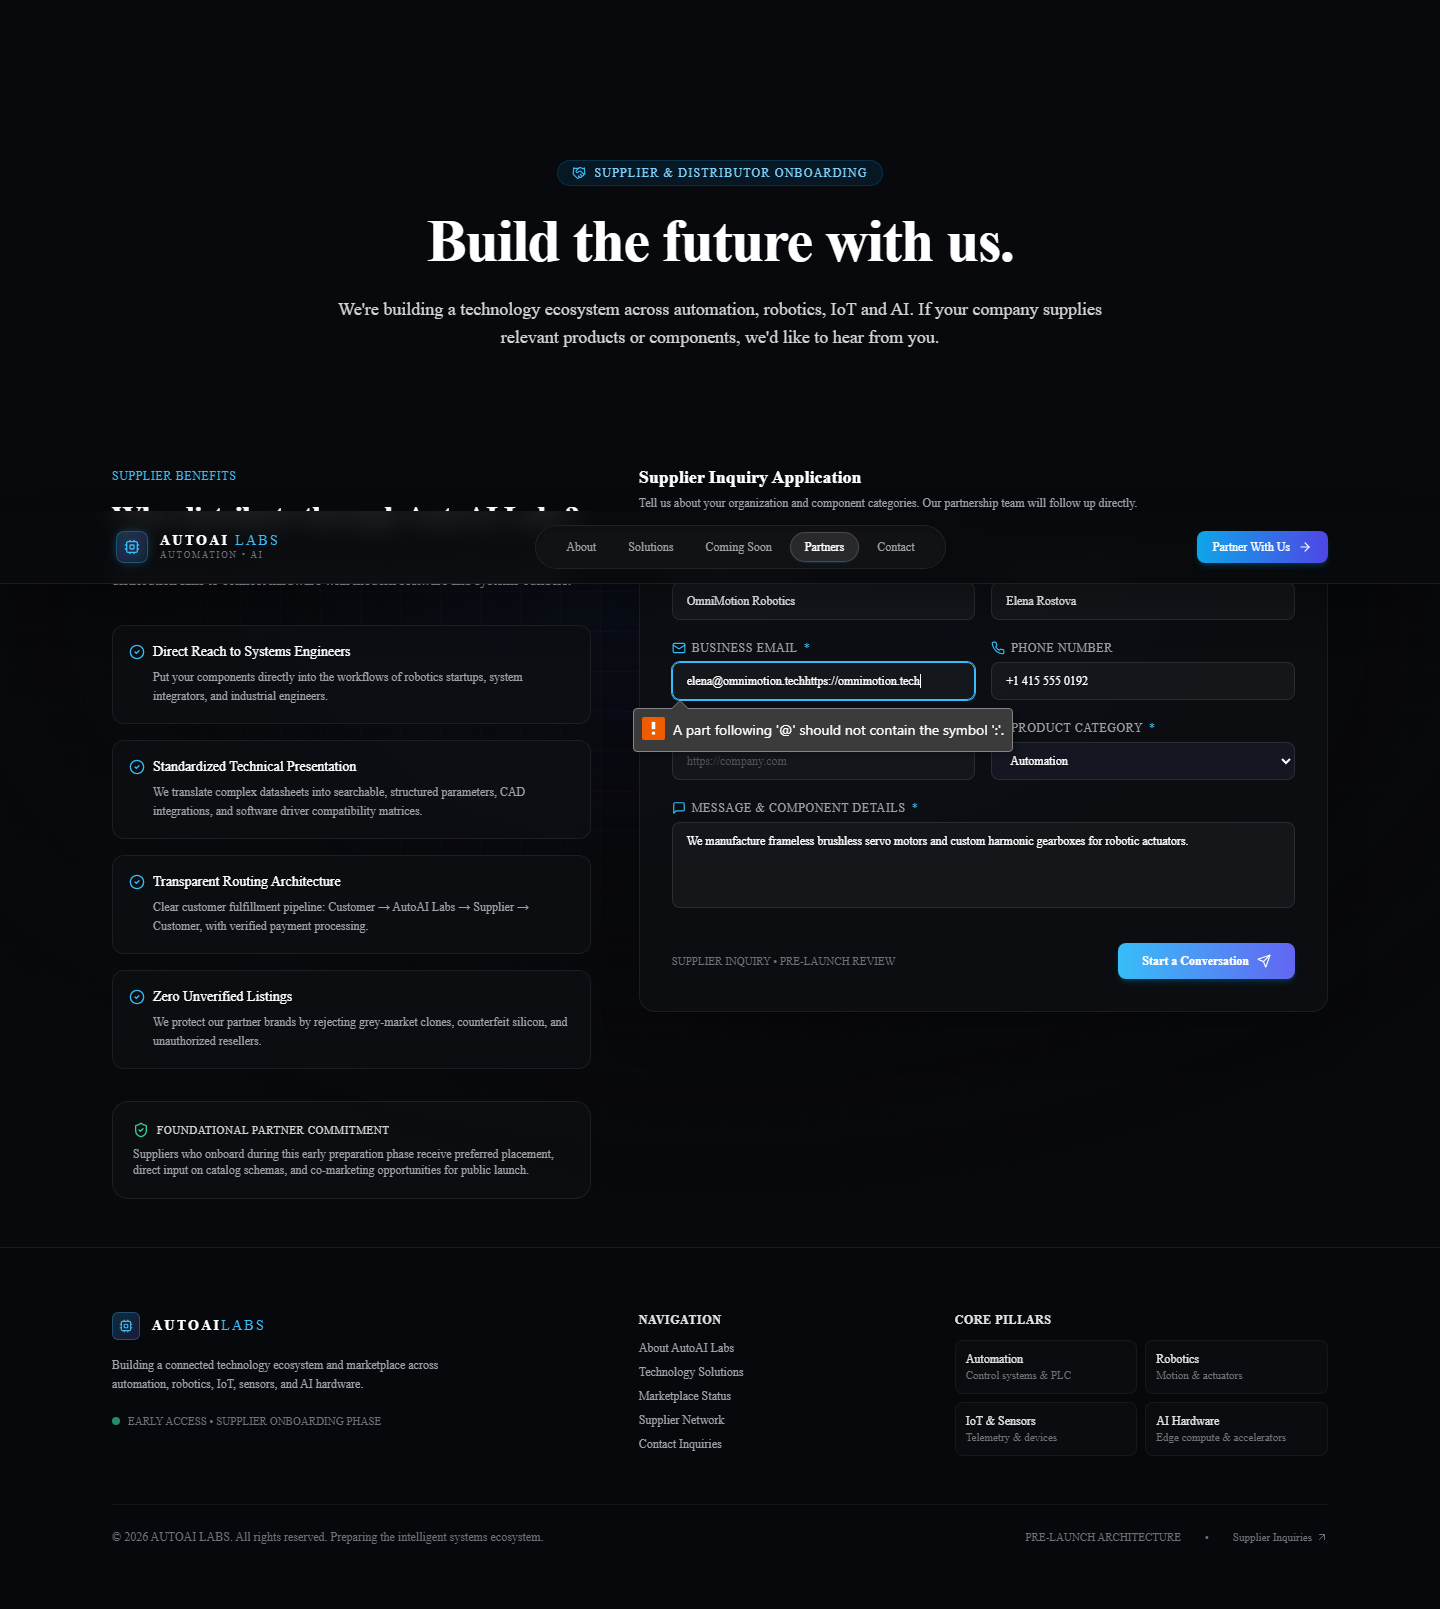 SUPPLIER & DISTRIBUTOR ONBOARDING
Build the future with us.
We're building a technology ecosystem across automation, robotics, IoT and AI. If your company supplies
relevant products or components, we'd like to hear from you.
SUPPLIER BENEFITS
Why distribute through AutoAI Labs?
Supplier Inquiry Application
Tell us about your organization and component categories. Our partnership team will follow up directly.
AUTOAI LABS
AUTOMATION • AI
About
Solutions
Coming Soon
Partners
Contact
Partner With Us
Direct Reach to Systems Engineers
Put your components directly into the workflows of robotics startups, system
integrators, and industrial engineers.
Standardized Technical Presentation
We translate complex datasheets into searchable, structured parameters, CAD
integrations, and software driver compatibility matrices.
Transparent Routing Architecture
Clear customer fulfillment pipeline: Customer → AutoAI Labs → Supplier →
Customer, with verified payment processing.
Zero Unverified Listings
We protect our partner brands by rejecting grey-market clones, counterfeit silicon, and
unauthorized resellers.
FOUNDATIONAL PARTNER COMMITMENT
Suppliers who onboard during this early preparation phase receive preferred placement,
direct input on catalog schemas, and co-marketing opportunities for public launch.
OmniMotion Robotics
Elena Rostova
BUSINESS EMAIL *
PHONE NUMBER
elena@omnimotion.techhttps://omnimotion.tech
+1 415 555 0192
A part following '@' should not contain the symbol ':'.
PRODUCT CATEGORY *
https://company.com
Automation
MESSAGE & COMPONENT DETAILS *
We manufacture frameless brushless servo motors and custom harmonic gearboxes for robotic actuators.
SUPPLIER INQUIRY • PRE-LAUNCH REVIEW
Start a Conversation
AUTOAILABS
Building a connected technology ecosystem and marketplace across
automation, robotics, IoT, sensors, and AI hardware.
EARLY ACCESS • SUPPLIER ONBOARDING PHASE
NAVIGATION
About AutoAI Labs
Technology Solutions
Marketplace Status
Supplier Network
Contact Inquiries
CORE PILLARS
Automation
Control systems & PLC
Robotics
Motion & actuators
IoT & Sensors
Telemetry & devices
AI Hardware
Edge compute & accelerators
© 2026 AUTOAI LABS. All rights reserved. Preparing the intelligent systems ecosystem.
PRE-LAUNCH ARCHITECTURE
•
Supplier Inquiries